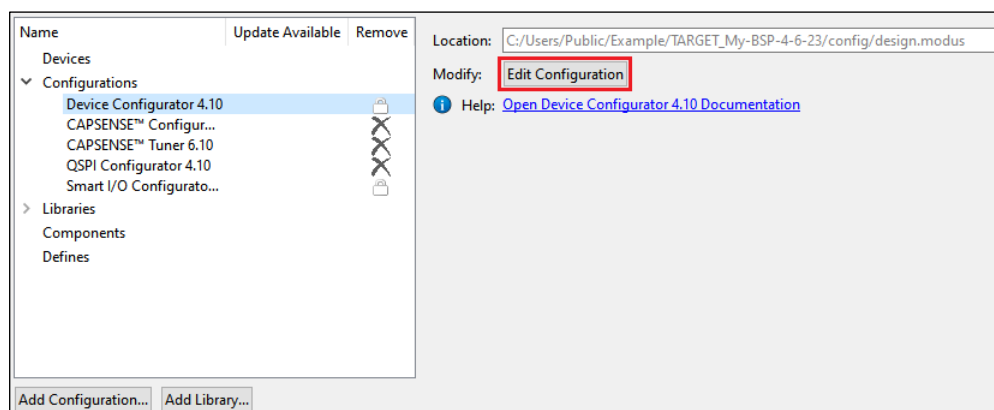 Name Update Available Remove
Devices
Configurations
Device Configurator 4.10
CAPSENSE™ Configur...
CAPSENSE™ Tuner 6.10
QSPI Configurator 4.10
Smart I/O Configurato...
Libraries
Components
Defines
Add Configuration... Add Library...
Location: C:/Users/Public/Example/TARGET_My-BSP-4-6-23/config/design.modus
Modify: Edit Configuration
Help: Open Device Configurator 4.10 Documentation